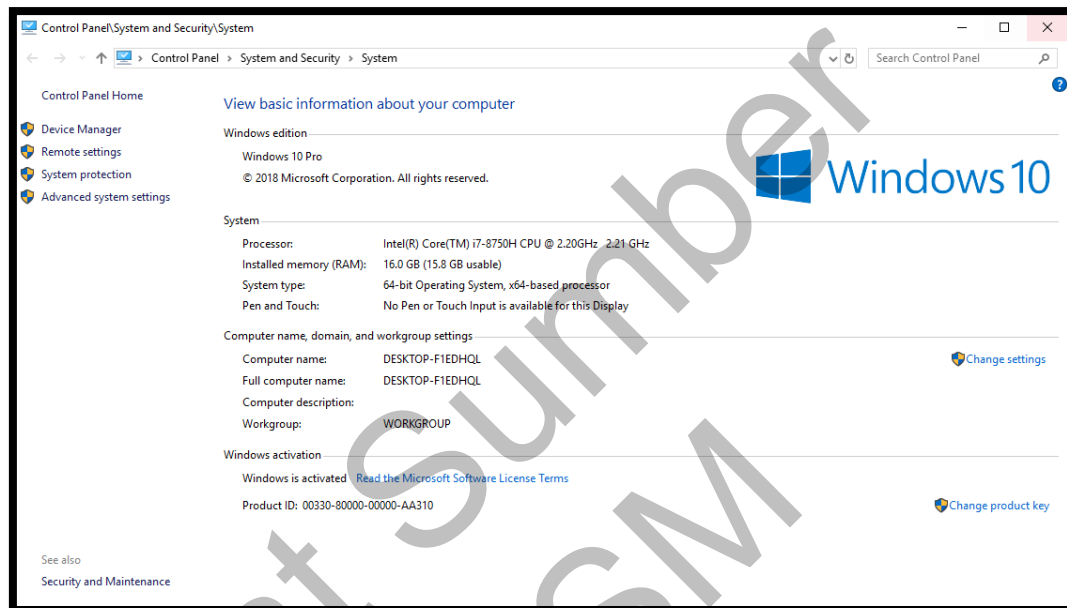 Control Panel\System and Security\System
Control Panel > System and Security > System
Search Control Panel
Control Panel Home
Device Manager
Remote settings
System protection
Advanced system settings
View basic information about your computer
Windows edition
Windows 10 Pro
© 2018 Microsoft Corporation. All rights reserved.
Windows 10
System
Processor: Intel(R) Core(TM) i7-8750H CPU @ 2.20GHz 2.21 GHz
Installed memory (RAM): 16.0 GB (15.8 GB usable)
System type: 64-bit Operating System, x64-based processor
Pen and Touch: No Pen or Touch Input is available for this Display
Computer name, domain, and workgroup settings
Computer name: DESKTOP-F1EDHQL
Change settings
Full computer name: DESKTOP-F1EDHQL
Computer description:
Workgroup: WORKGROUP
Windows activation
Windows is activated Read the Microsoft Software License Terms
Product ID: 00330-80000-00000-AA310
Change product key
See also
Security and Maintenance
Sumber